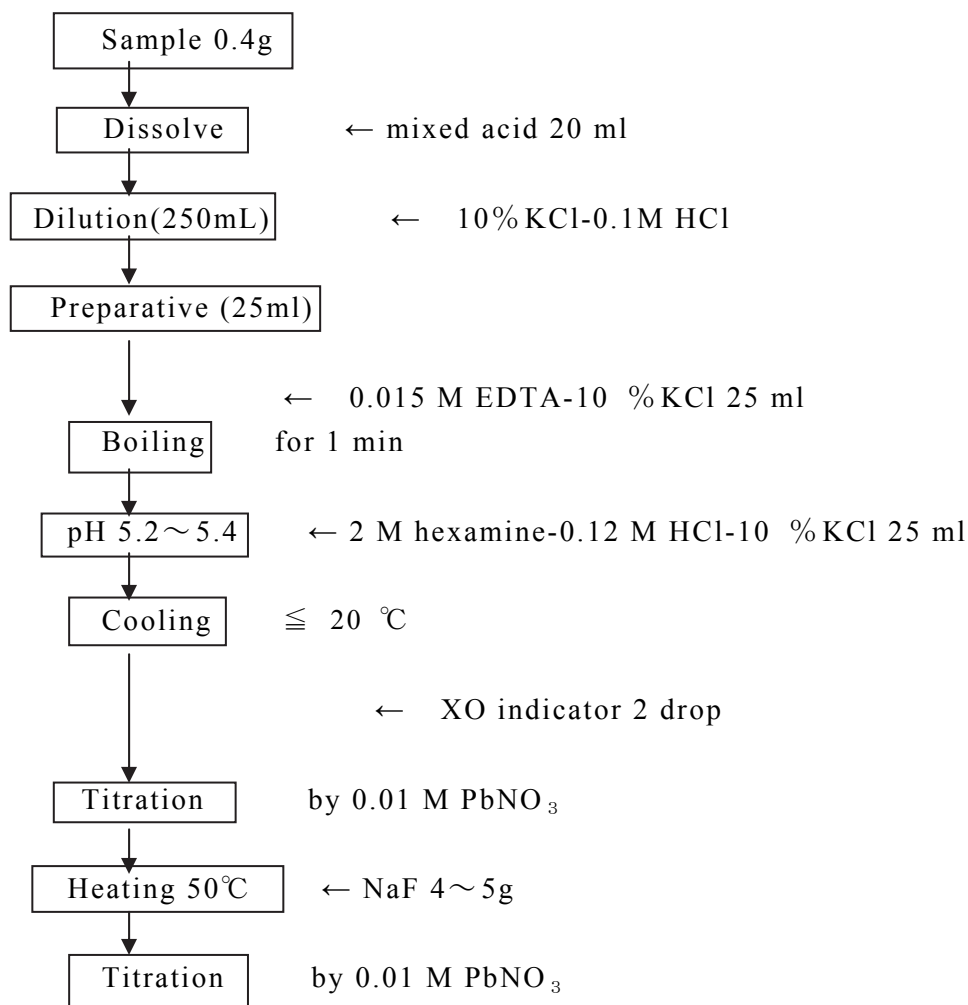 Sample 0.4g
Dissolve ← mixed acid 20 ml
Dilution(250mL) ← 10%KCl-0.1M HCl
Preparative (25ml)
← 0.015 M EDTA-10 %KCl 25 ml
Boiling for 1 min
pH 5.2～5.4 ← 2 M hexamine-0.12 M HCl-10 %KCl 25 ml
Cooling ≦ 20 ℃
← XO indicator 2 drop
Titration by 0.01 M PbNO₃
Heating 50℃ ← NaF 4～5g
Titration by 0.01 M PbNO₃